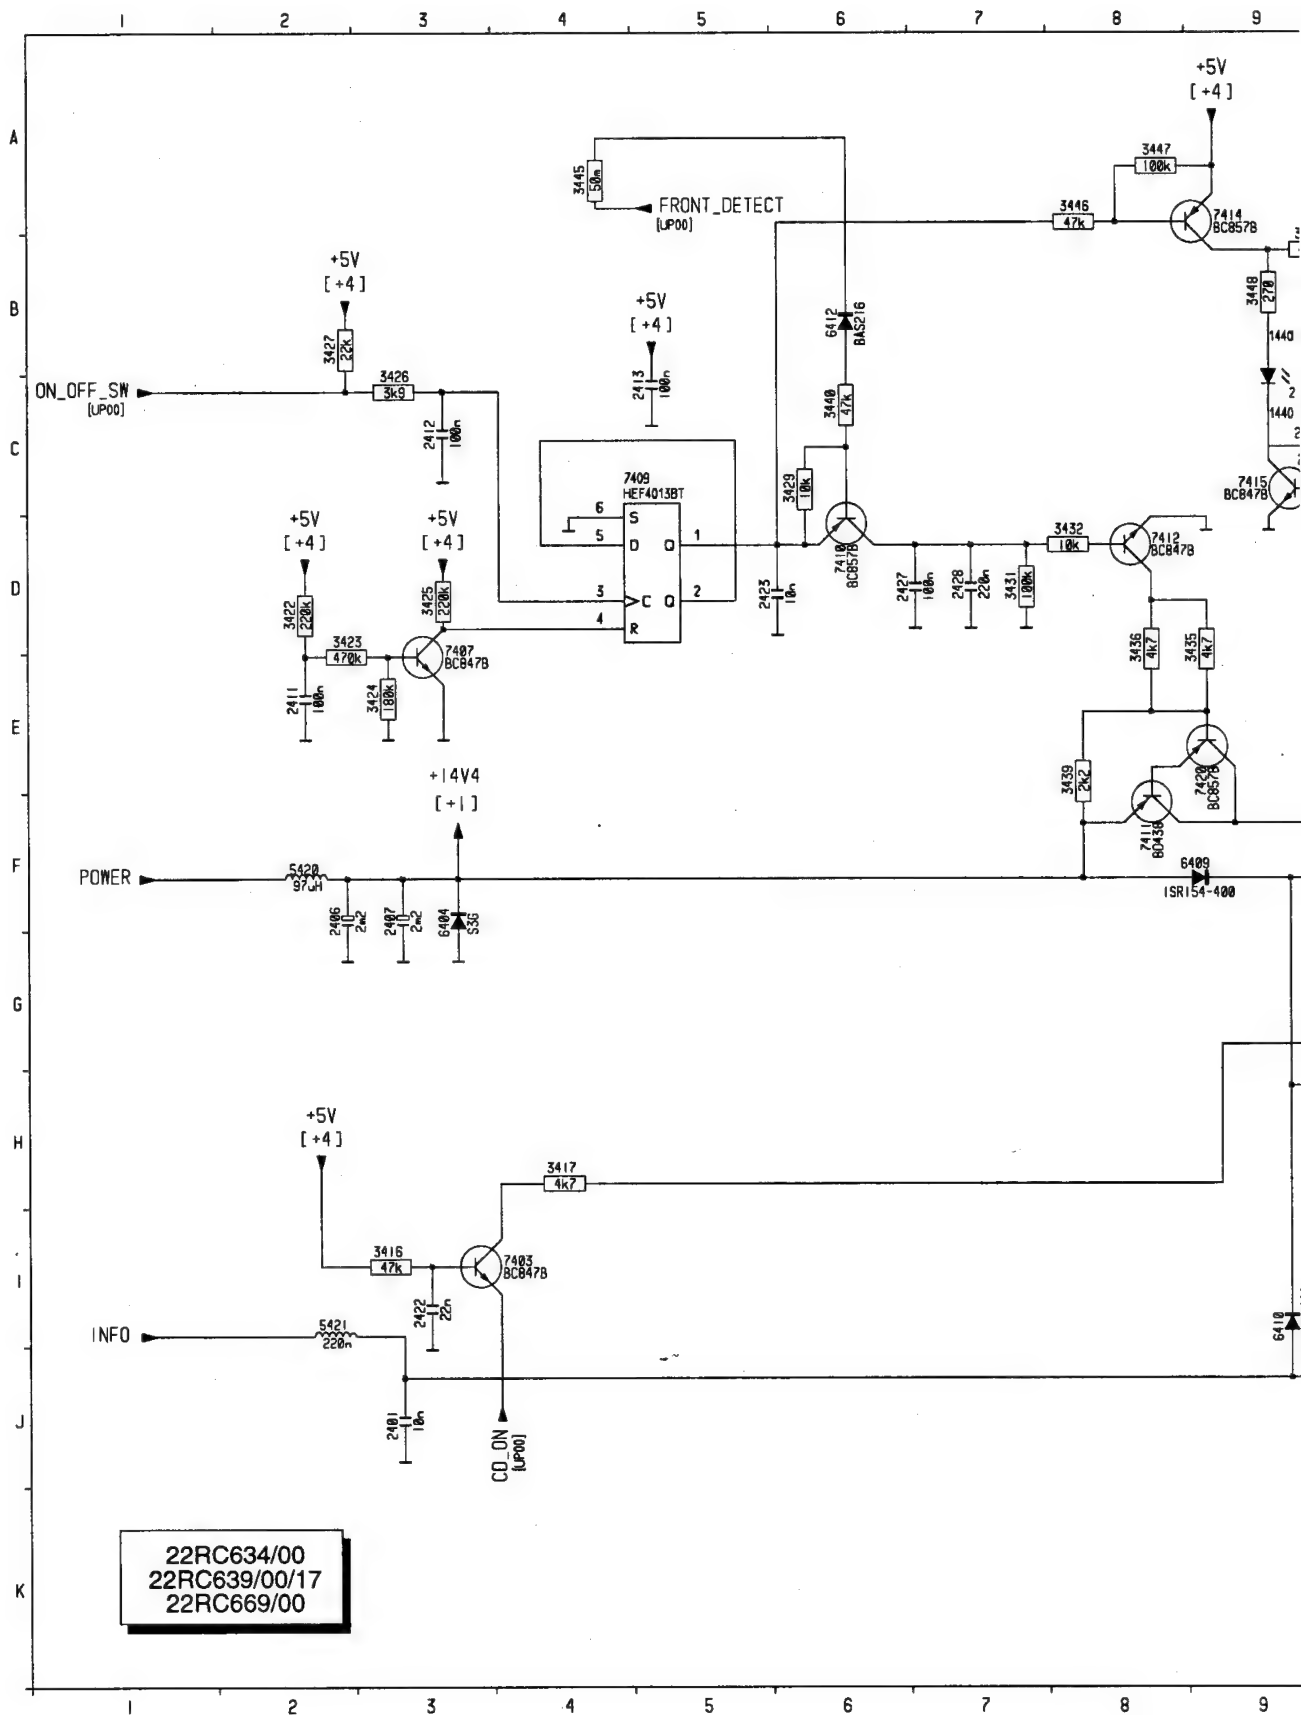 1 2 3 4 5 6 7 8 9
A
B
C
D
E
F
G
H
I
J
K
+5V
[+4]
3447
100k
3446
47k
7414
BC857B
3445
50m
FRONT_DETECT
[UP00]
+5V
[+4]
3427
22k
+5V
[+4]
2413
100n
6412
BAS216
3448
270
1440
2
1440
2
ON_OFF_SW
[UP00]
3426
3k9
2412
100n
3440
47k
3429
10k
7415
BC847B
7409
HEF4013BT
6 S
5 D Q 1
3 C Q 2
4 R
+5V
[+4]
+5V
[+4]
3422
220k
3425
220k
3423
470k
7407
BC847B
2411
100n
3424
180k
7410
BC857B
2423
10n
2427
100n
2428
220n
3431
100k
3432
10k
7412
BC847B
3436
4k7
3435
4k7
3439
2k2
7420
BC857B
7411
BD438
+14V4
[+1]
POWER
5420
97uH
2406
2m2
2407
2m2
6404
S3G
6409
1SR154-400
+5V
[+4]
3417
4k7
3416
47k
7403
BC847B
2422
22n
INFO
5421
220n
6410
2401
10n
CD_ON
[UP00]
22RC634/00
22RC639/00/17
22RC669/00
1 2 3 4 5 6 7 8 9